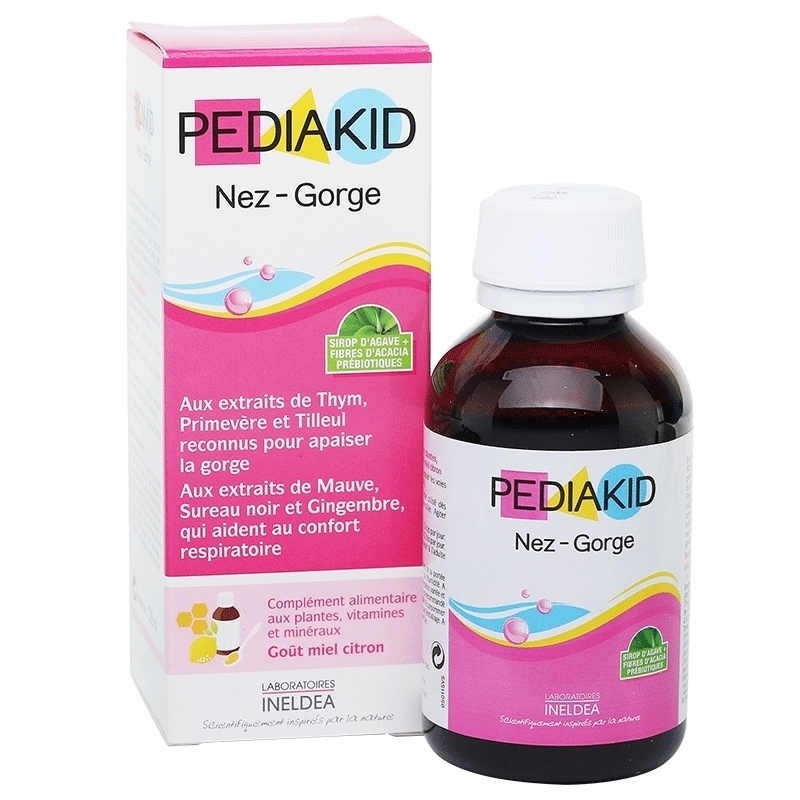 PEDIAKID
Nez - Gorge
SIROP D'AGAVE +
FIBRES D'ACACIA
PRÉBIOTIQUES
Aux extraits de Thym,
Primevère et Tilleul
reconnus pour apaiser
la gorge
Aux extraits de Mauve,
Sureau noir et Gingembre,
qui aident au confort
respiratoire
Complément alimentaire
aux plantes, vitamines
et minéraux
Goût miel citron
LABORATOIRES
INELDEA
Scientifiquement inspirés par la nature
PEDIAKID
Nez - Gorge
SIROP D'AGAVE +
FIBRES D'ACACIA
PRÉBIOTIQUES
LABORATOIRES
INELDEA
Scientifiquement inspirés par la nature